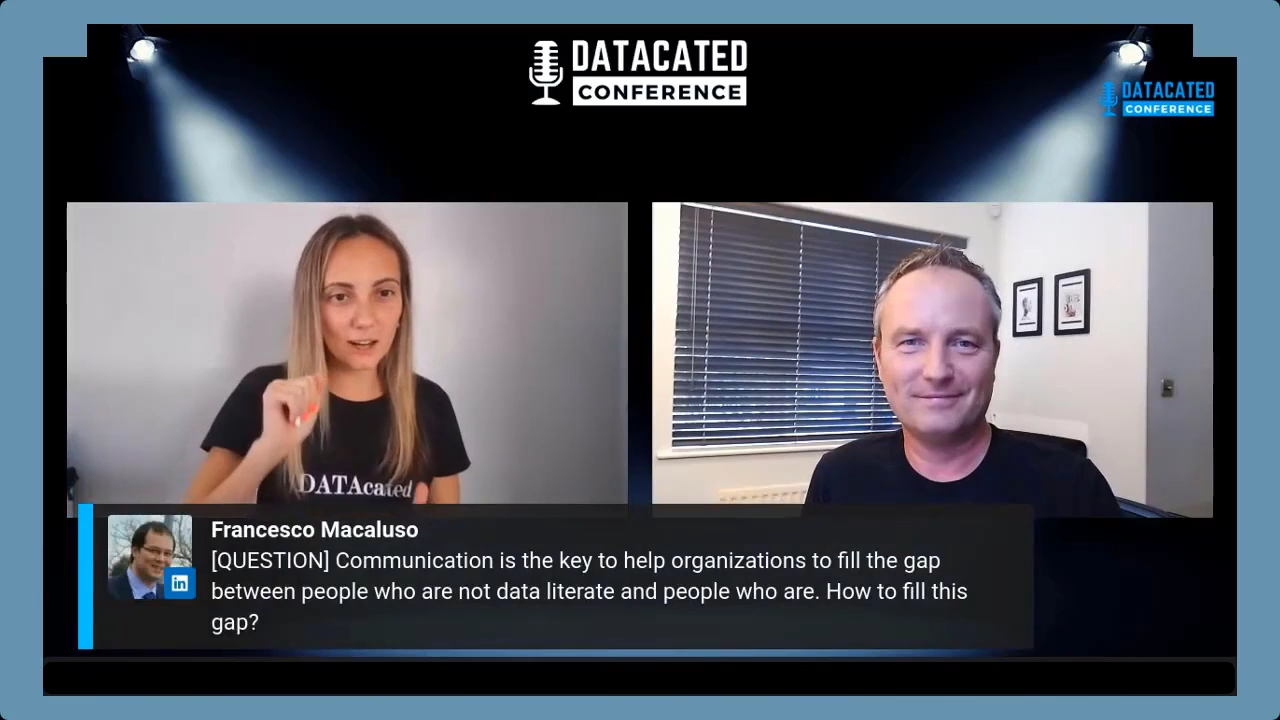 DATACATED
CONFERENCE
DATACATED
CONFERENCE
DATAcated
Francesco Macaluso
[QUESTION] Communication is the key to help organizations to fill the gap
between people who are not data literate and people who are. How to fill this
gap?
in